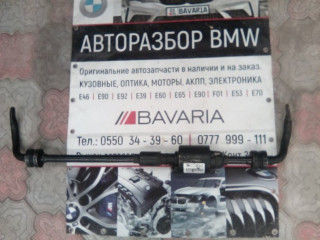 BAVARIA
АВТОРАЗБОР BMW
Оригинальные автозапчасти в наличии и на заказ.
КУЗОВНЫЕ, ОПТИКА, МОТОРЫ, АКПП, ЭЛЕКТРОНИКА
E46 | E90 | E92 | E39 | E60 | E65 | E90 | F01 | E53 | E70
BAVARIA
Тел.: 0550 34-39-60 | 0777 999-111